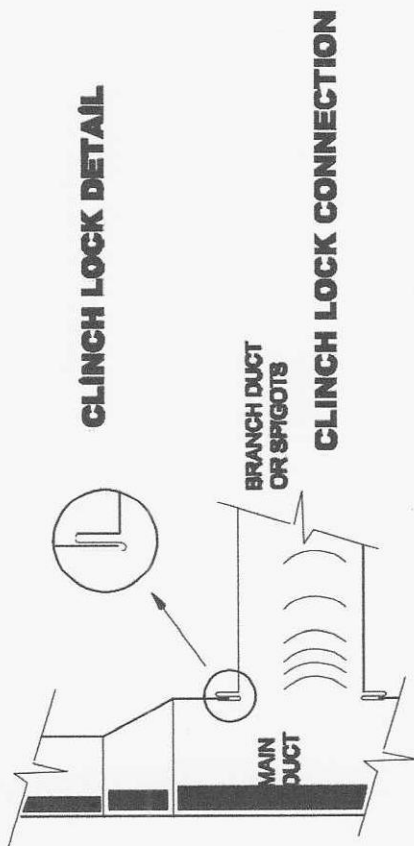 CLINCH LOCK DETAIL
BRANCH DUCT
OR SPIGOTS
CLINCH LOCK CONNECTION
MAIN
DUCT